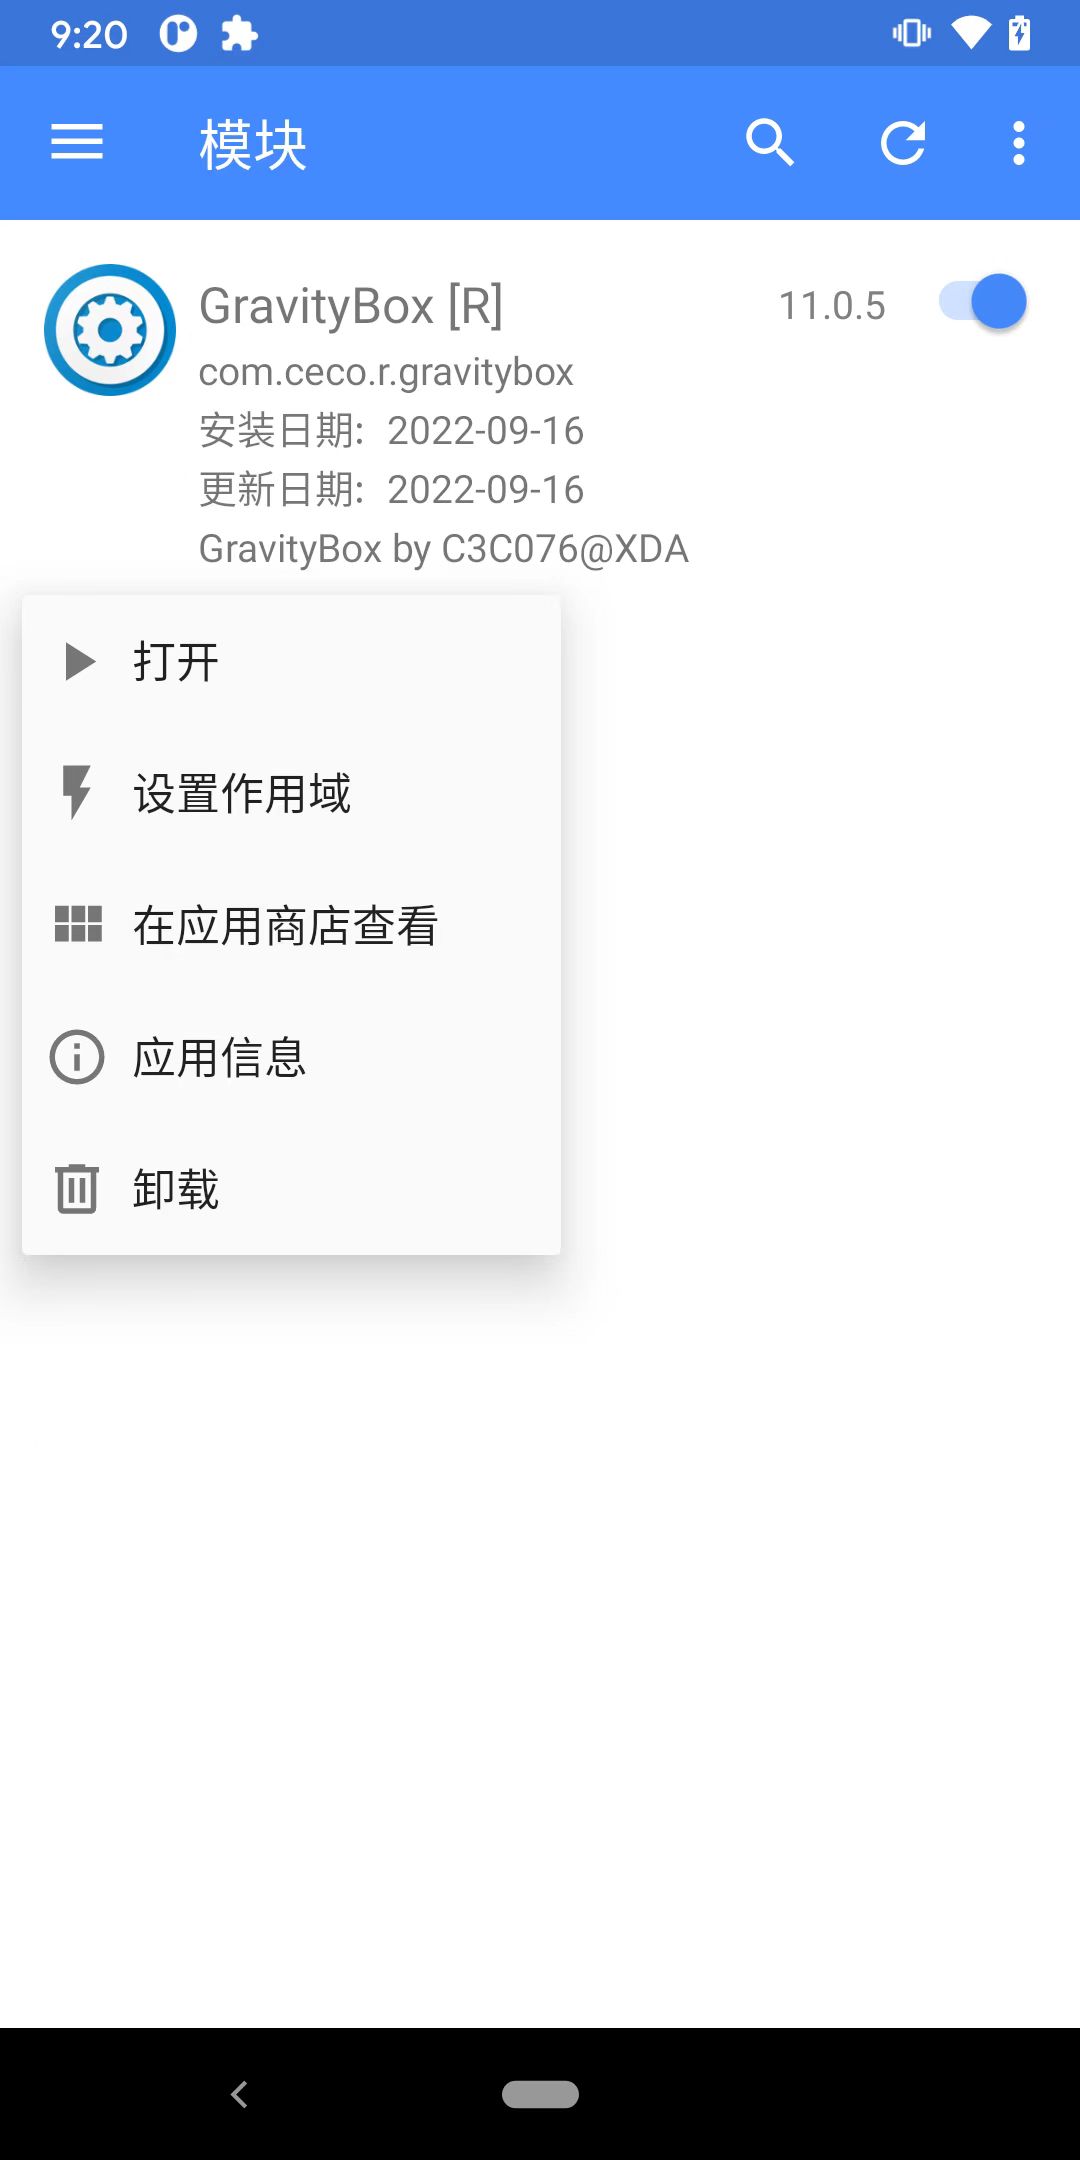 9:20
模块
GravityBox [R]
11.0.5
com.ceco.r.gravitybox
安装日期: 2022-09-16
更新日期: 2022-09-16
GravityBox by C3C076@XDA
打开
设置作用域
在应用商店查看
应用信息
卸载